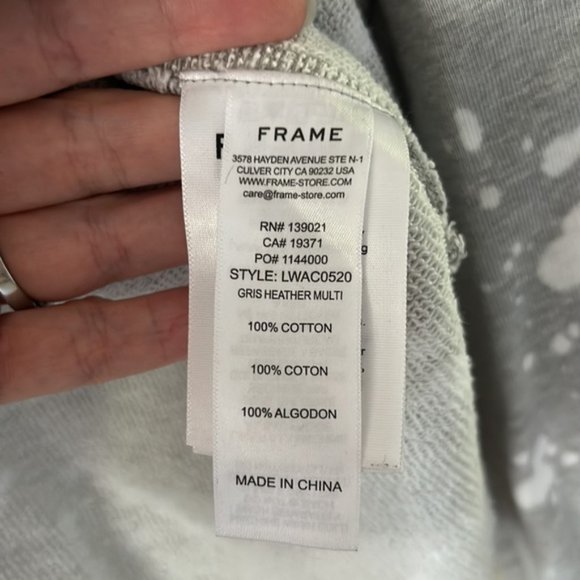 FRAME
3578 HAYDEN AVENUE STE N-1
CULVER CITY CA 90232 USA
WWW.FRAME-STORE.COM
care@frame-store.com
RN# 139021
CA# 19371
PO# 1144000
STYLE: LWAC0520
GRIS HEATHER MULTI
100% COTTON
100% COTON
100% ALGODON
MADE IN CHINA